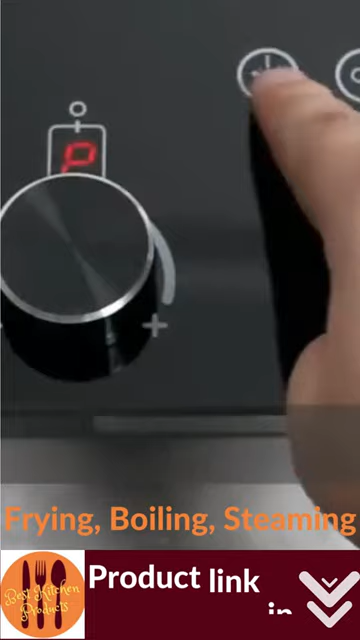 P
+
Frying, Boiling, Steaming
Best Kitchen
Products
Product link
in